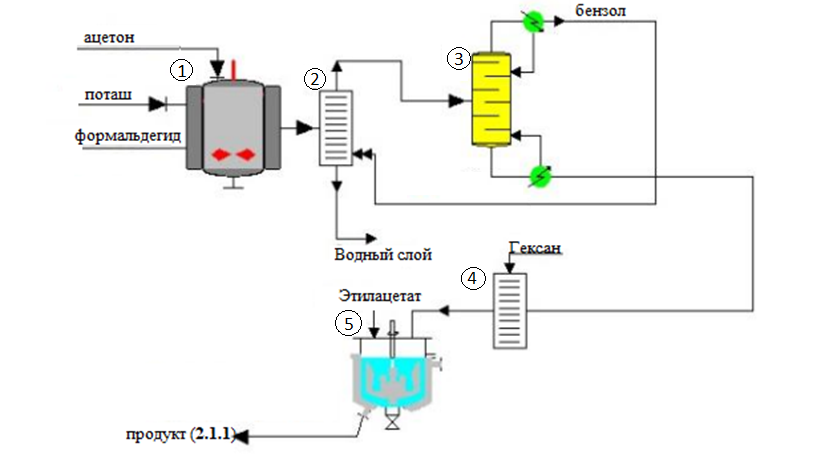 бензол
ацетон
①
③
②
поташ
формальдегид
Водный слой
Гексан
④
Этилацетат
⑤
продукт (2.1.1)